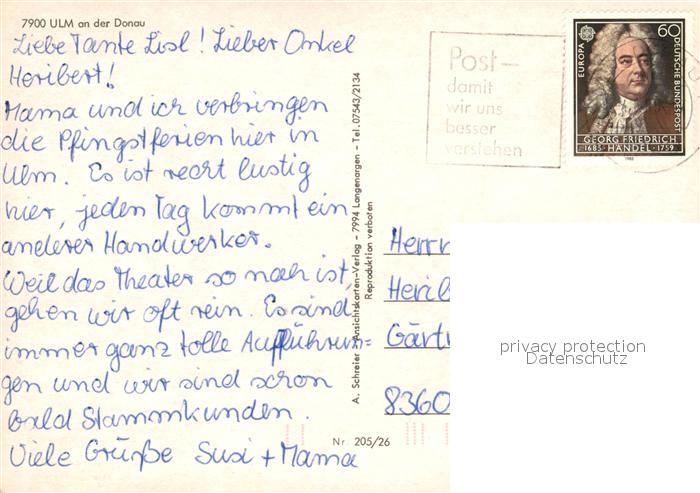 7900 ULM an der Donau
Liebe Tante Lisl! Lieber Onkel
Heribert!
Mama und ich verbringen
die Pfingstferien hier in
Ulm. Es ist recht lustig
hier, jeden Tag kommt ein
anderer Handwerker.
Weil das Theater so nah ist,
gehen wir oft rein. Es sind
immer ganz tolle Aufführun=
gen und wir sind schon
bald Stammkunden.
Viele Grüße Susi + Mama
A. Schreier - Ansichtskarten-Verlag - 7994 Langenargen - Tel. 07543/2134
Reproduktion verboten
Nr. 205/26
Post-
damit
wir uns
besser
verstehen
EUROPA
60
DEUTSCHE BUNDESPOST
GEORG FRIEDRICH
1685 · HÄNDEL · 1759
1985
Herrn
Herib
Gärtn
8360
privacy protection
Datenschutz